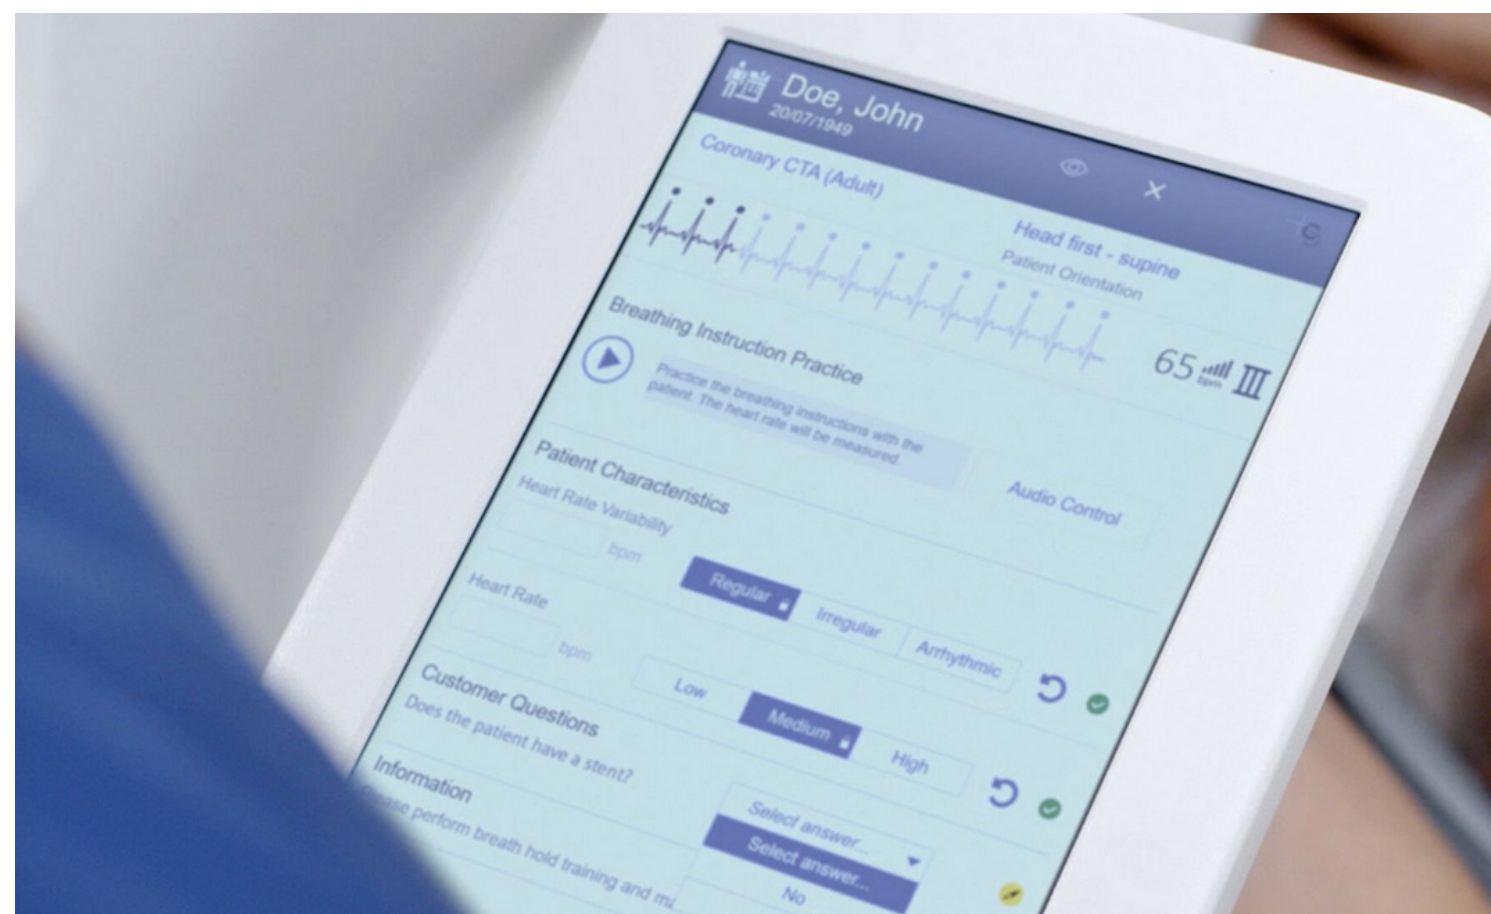 Doe, John
20/07/1949
Coronary CTA (Adult)
Head first - supine
Patient Orientation
65 bpm III
Breathing Instruction Practice
Practice the breathing instructions with the
patient. The heart rate will be measured.
Audio Control
Patient Characteristics
Heart Rate Variability
bpm
Regular
Irregular
Arrhythmic
Heart Rate
bpm
Low
Medium
High
Customer Questions
Does the patient have a stent?
Select answer...
Select answer...
No
Information
perform breath hold training and